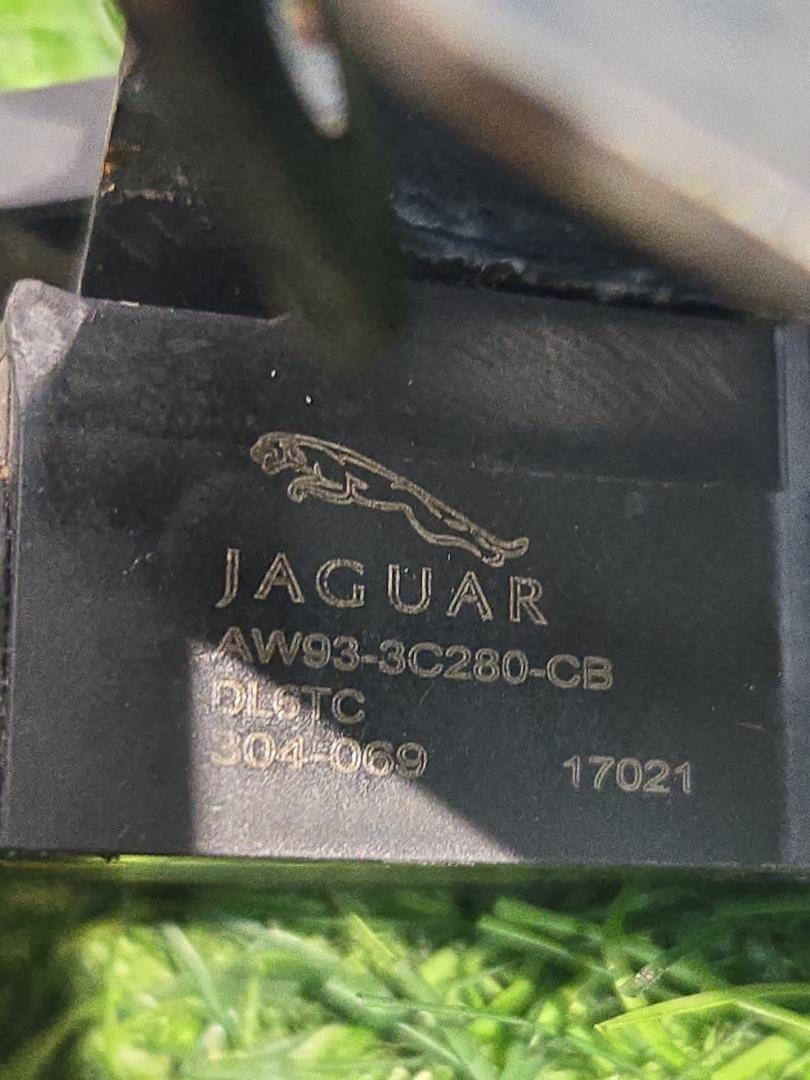 JAGUAR
AW93-3C280-CB
DL6TC
304-069 17021